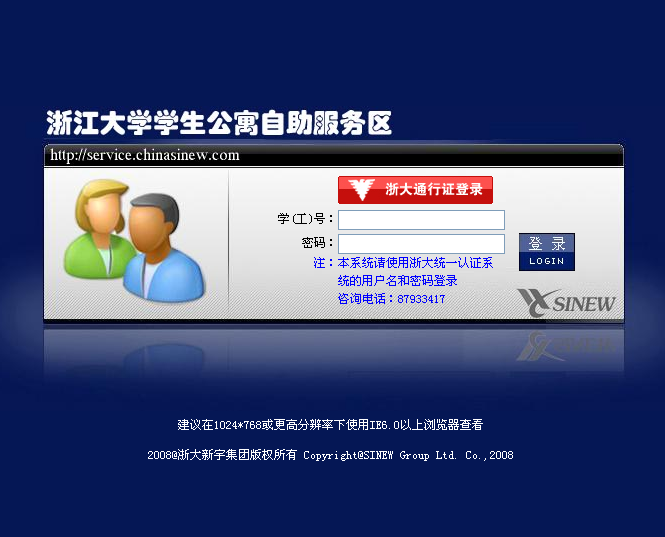 浙江大学学生公寓自助服务区
http://service.chinasinew.com
浙大通行证登录
学(工)号：
密码：
登 录
LOGIN
注：本系统请使用浙大统一认证系
统的用户名和密码登录
咨询电话：87933417
SINEW
建议在1024*768或更高分辨率下使用IE6.0以上浏览器查看
2008@浙大新宇集团版权所有 Copyright@SINEW Group Ltd. Co.,2008